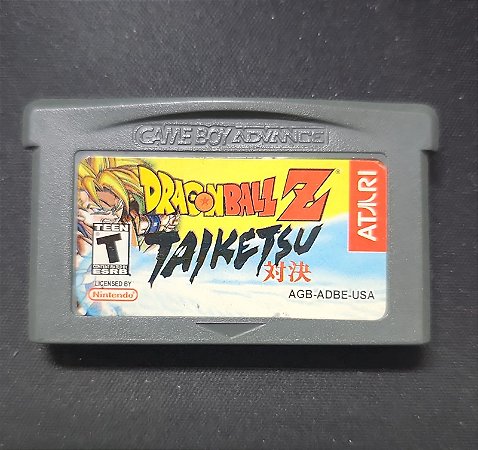 GAME BOY ADVANCE
DRAGON BALL Z
TAIKETSU
対決
ATARI
TEEN
T
ESRB
LICENSED BY
Nintendo
AGB-ADBE-USA